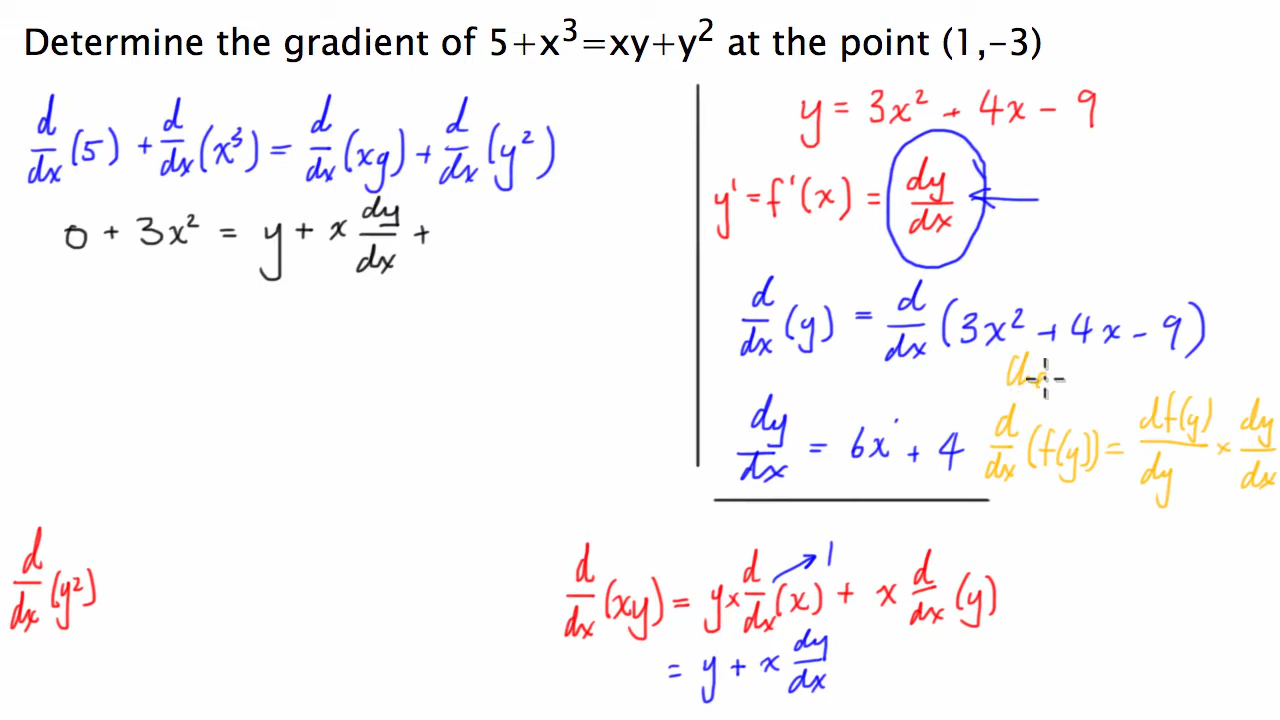 Determine the gradient of 5+x³=xy+y² at the point (1,-3)
d/dx (5) + d/dx (x³) = d/dx (xy) + d/dx (y²)
0 + 3x² = y + x dy/dx +
y = 3x² + 4x - 9
y' = f'(x) = dy/dx
d/dx (y) = d/dx (3x² + 4x - 9)
dy/dx = 6x + 4
d/dx (f(y)) = df(y)/dy × dy/dx
d/dx (y²)
d/dx (xy) = y × d/dx (x) + x d/dx (y)
1
= y + x dy/dx